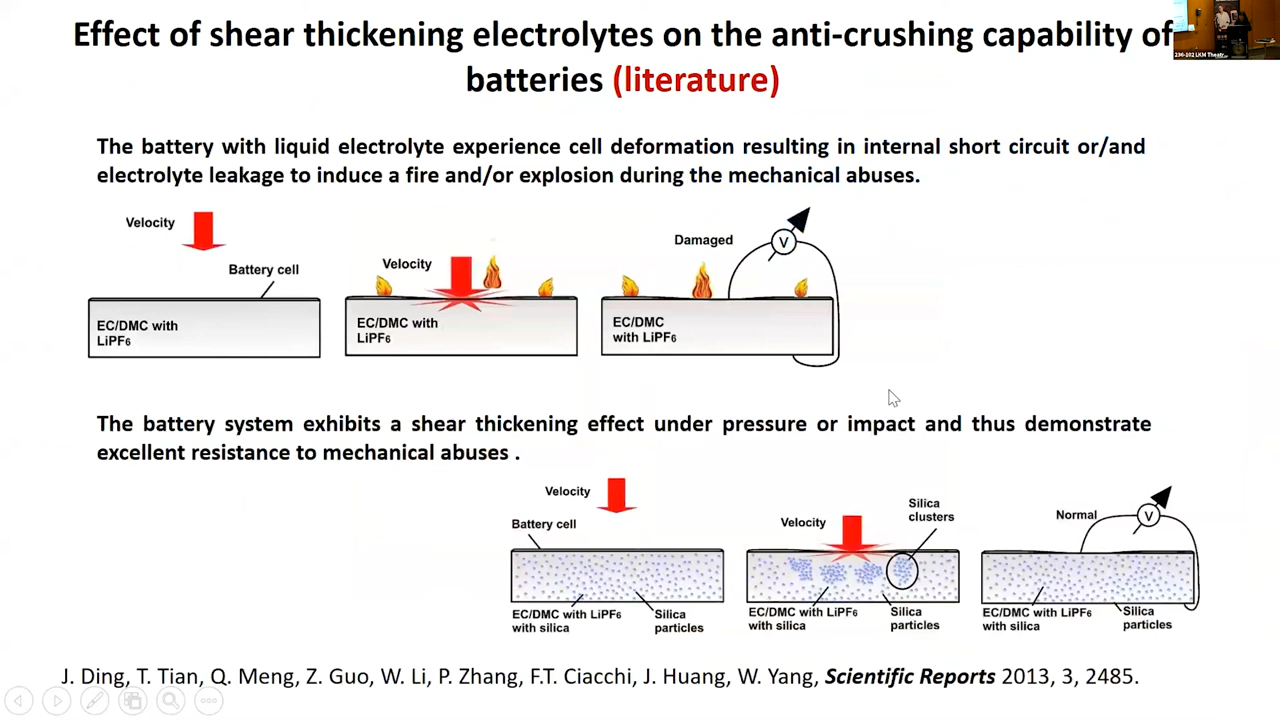 Effect of shear thickening electrolytes on the anti-crushing capability of
batteries (literature)
236-102 LKM Theatr...
The battery with liquid electrolyte experience cell deformation resulting in internal short circuit or/and
electrolyte leakage to induce a fire and/or explosion during the mechanical abuses.
Velocity
Battery cell
EC/DMC with
LiPF6
Velocity
EC/DMC with
LiPF6
Damaged
V
EC/DMC
with LiPF6
The battery system exhibits a shear thickening effect under pressure or impact and thus demonstrate
excellent resistance to mechanical abuses .
Velocity
Battery cell
EC/DMC with LiPF6
with silica
Silica
particles
Velocity
Silica
clusters
EC/DMC with LiPF6
with silica
Silica
particles
Normal
V
EC/DMC with LiPF6
with silica
Silica
particles
J. Ding, T. Tian, Q. Meng, Z. Guo, W. Li, P. Zhang, F.T. Ciacchi, J. Huang, W. Yang, Scientific Reports 2013, 3, 2485.